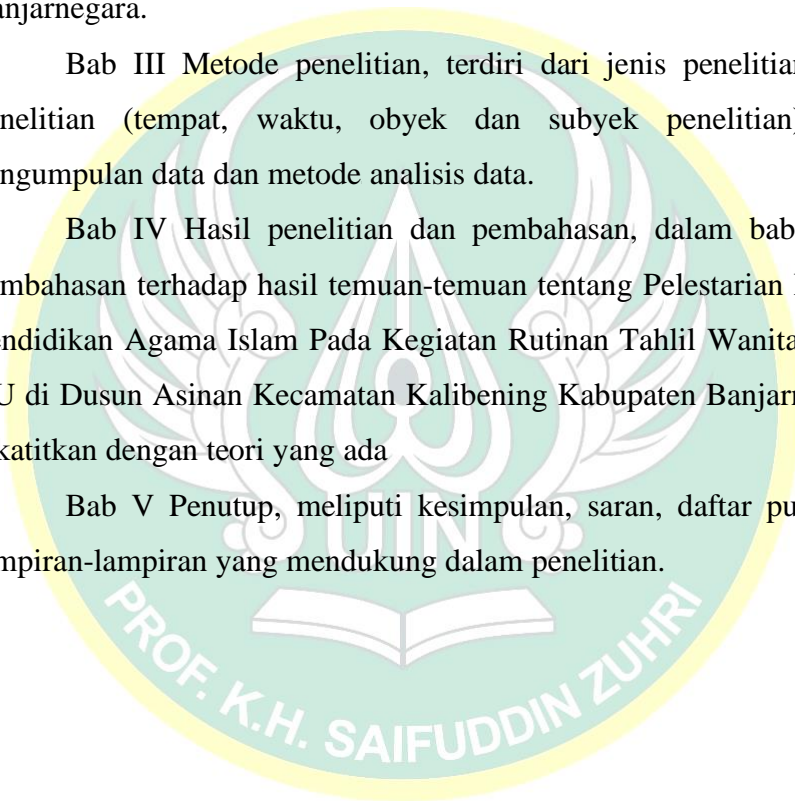 anjarnegara.
Bab III Metode penelitian, terdiri dari jenis penelitian
nelitian (tempat, waktu, obyek dan subyek penelitian)
ngumpulan data dan metode analisis data.
Bab IV Hasil penelitian dan pembahasan, dalam bab
mbahasan terhadap hasil temuan-temuan tentang Pelestarian
endidikan Agama Islam Pada Kegiatan Rutinan Tahlil Wanita
U di Dusun Asinan Kecamatan Kalibening Kabupaten Banjarn
katitkan dengan teori yang ada
Bab V Penutup, meliputi kesimpulan, saran, daftar pu
mpiran-lampiran yang mendukung dalam penelitian.
UIN
PROF. K.H. SAIFUDDIN ZUHRI